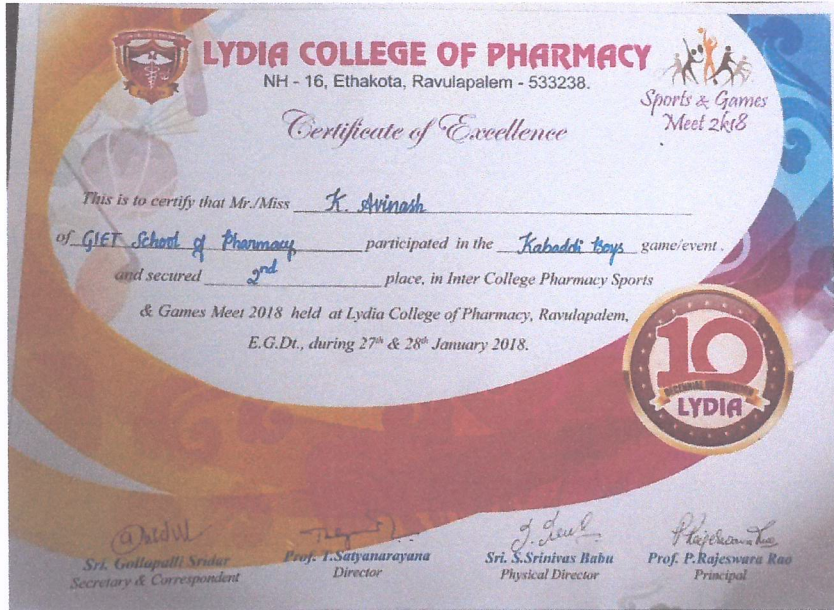 LYDIA COLLEGE OF PHARMACY
NH - 16, Ethakota, Ravulapalem - 533238.
Sports & Games
Meet 2k18
Certificate of Excellence
This is to certify that Mr./Miss K. Avinash
of GIET School of Pharmacy participated in the Kabaddi Boys game/event.
and secured 2nd place, in Inter College Pharmacy Sports
& Games Meet 2018 held at Lydia College of Pharmacy, Ravulapalem,
E.G.Dt., during 27th & 28th January 2018.
10
LYDIA
Sri. Gollapalli Sridar Prof. T.Satyanarayana Sri. S.Srinivas Babu Prof. P.Rajeswara Rao
Secretary & Correspondent Director Physical Director Principal